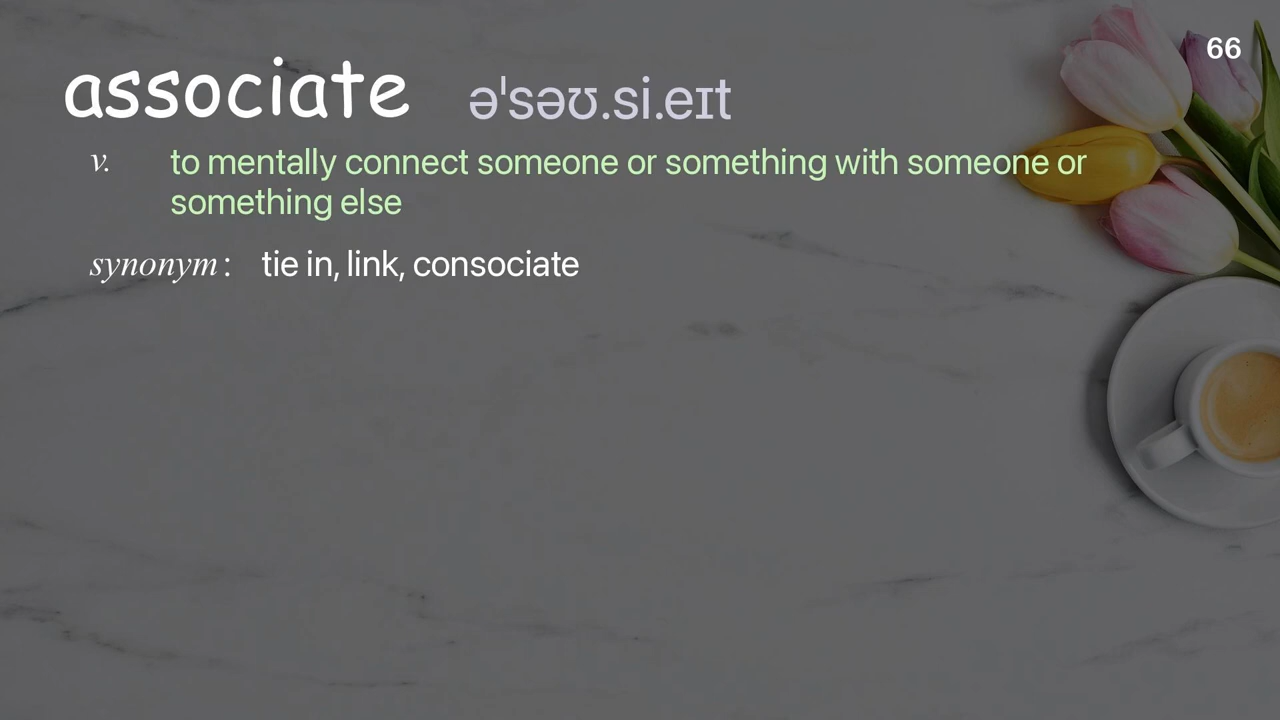 66
associate əˈsəʊ.si.eɪt
v. to mentally connect someone or something with someone or
something else
synonym : tie in, link, consociate